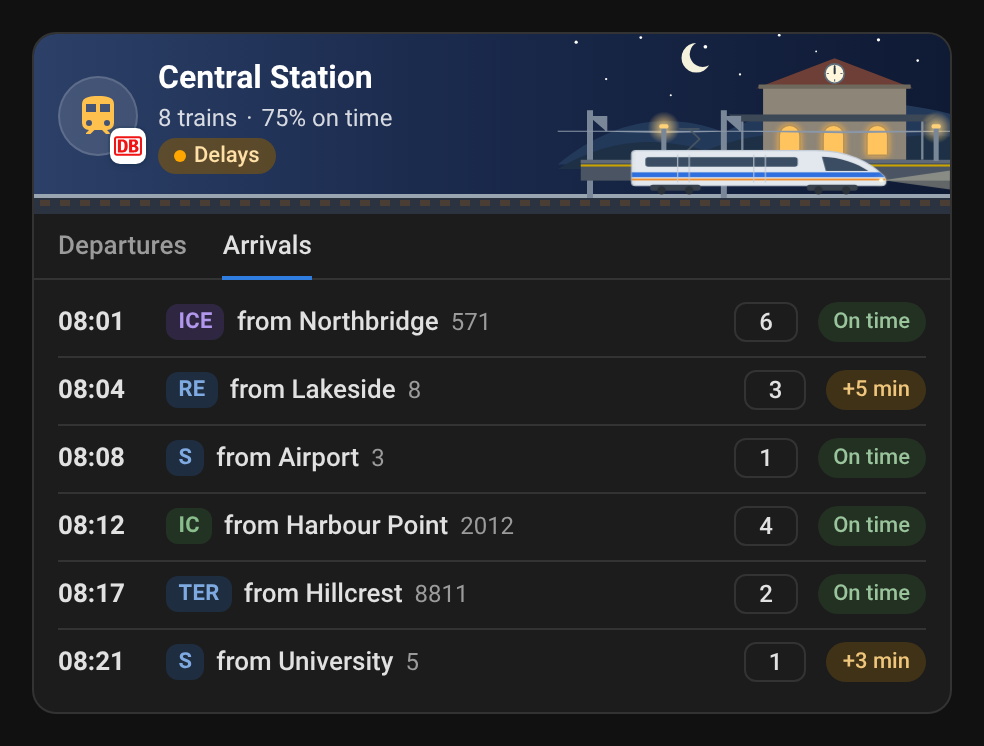 Central Station
8 trains · 75% on time
DB
Delays
Departures Arrivals
08:01 ICE from Northbridge 571 6 On time
08:04 RE from Lakeside 8 3 +5 min
08:08 S from Airport 3 1 On time
08:12 IC from Harbour Point 2012 4 On time
08:17 TER from Hillcrest 8811 2 On time
08:21 S from University 5 1 +3 min